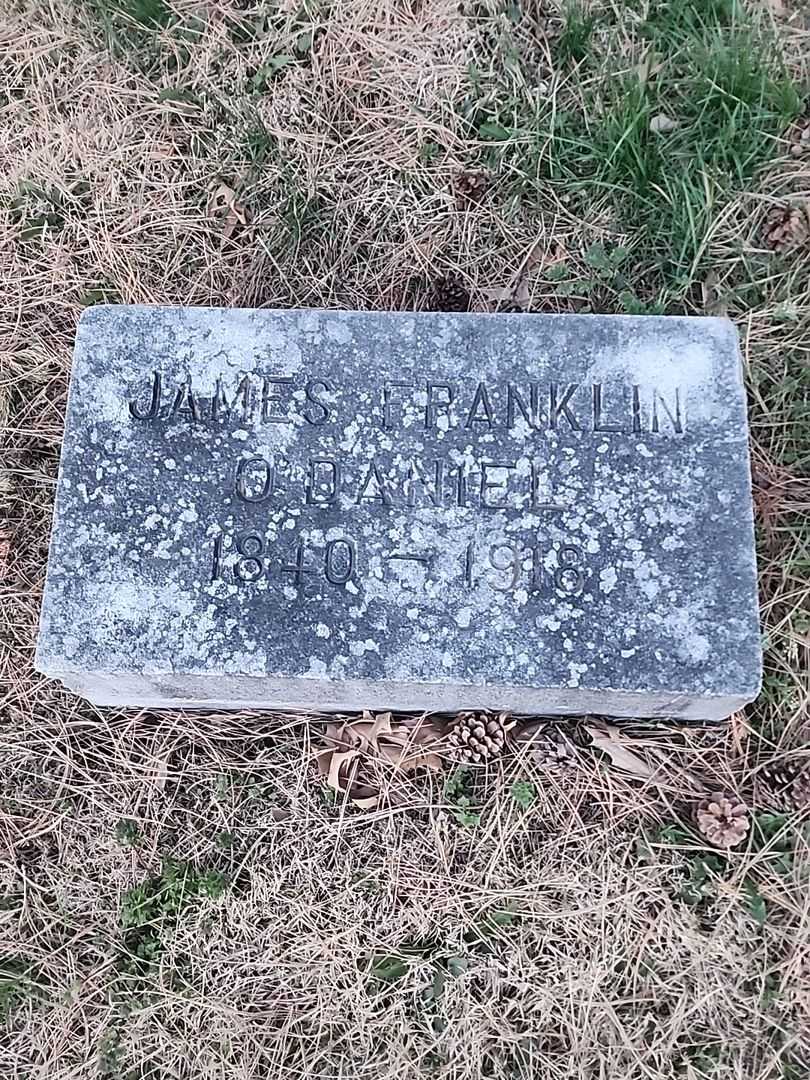 JAMES FRANKLIN
O DANIEL
1840 - 1918